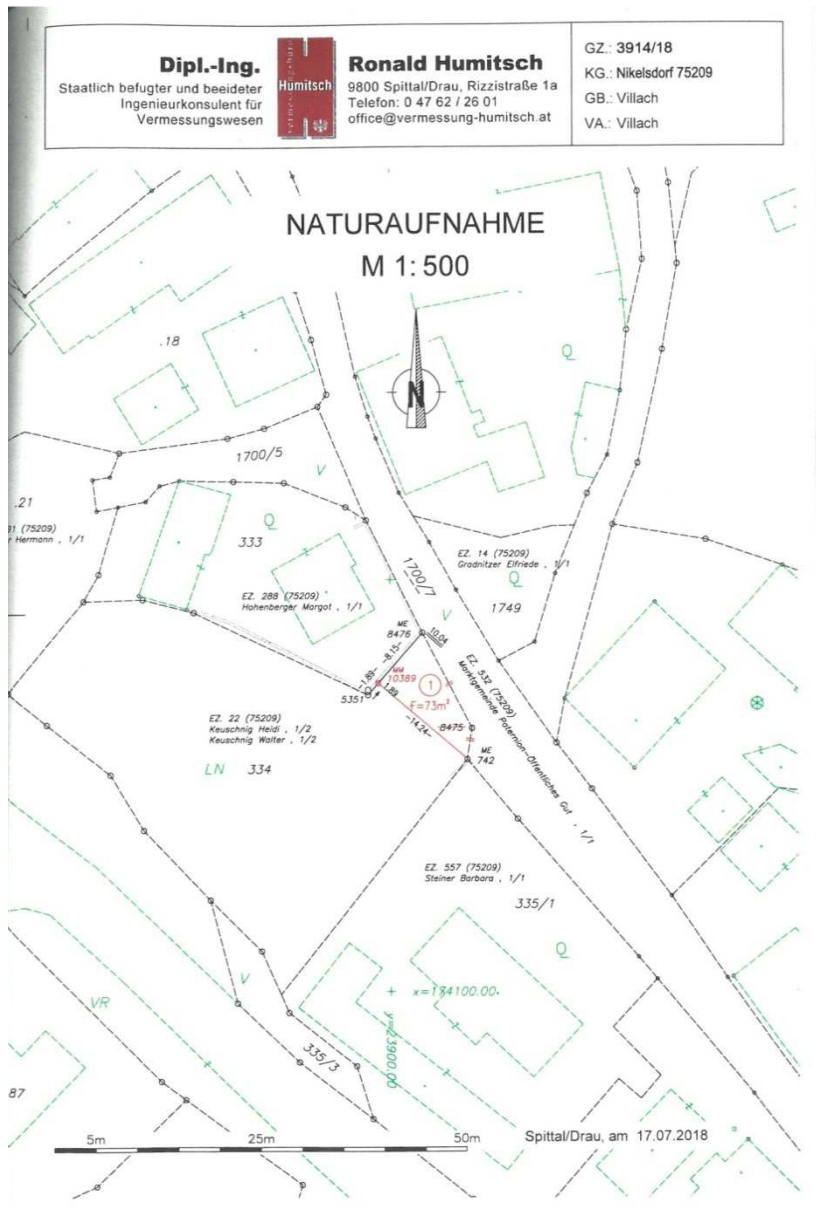 Dipl.-Ing.
Staatlich befugter und beeideter
Ingenieurkonsulent für
Vermessungswesen
Humitsch
Ronald Humitsch
9800 Spittal/Drau, Rizzistraße 1a
Telefon: 0 47 62 / 26 01
office@vermessung-humitsch.at
GZ.: 3914/18
KG.: Nikelsdorf 75209
GB.: Villach
VA.: Villach
NATURAUFNAHME
M 1: 500
N
.18
Q
1700/5
V
.21
(75209)
Hermann , 1/1
Q
333
EZ. 288 (75209)
Hohenberger Margot , 1/1
1700/7
EZ. 14 (75209)
Gradnitzer Elfriede , 1/1
Q
1749
V
ME
8476
10.04
-8.15-
-1.89-
MM
10389
1.89
5351
1
F=73m²
-14.24-
8475
ME
742
EZ. 532 (75209)
Marktgemeinde Paternion-Öffentliches Gut , 1/1
EZ. 22 (75209)
Keuschnig Heidi , 1/2
Keuschnig Walter , 1/2
LN 334
EZ. 557 (75209)
Steiner Barbara , 1/1
335/1
Q
V
VR
x=174100.00
y=23900.00
335/3
87
5m
25m
50m
Spittal/Drau, am 17.07.2018